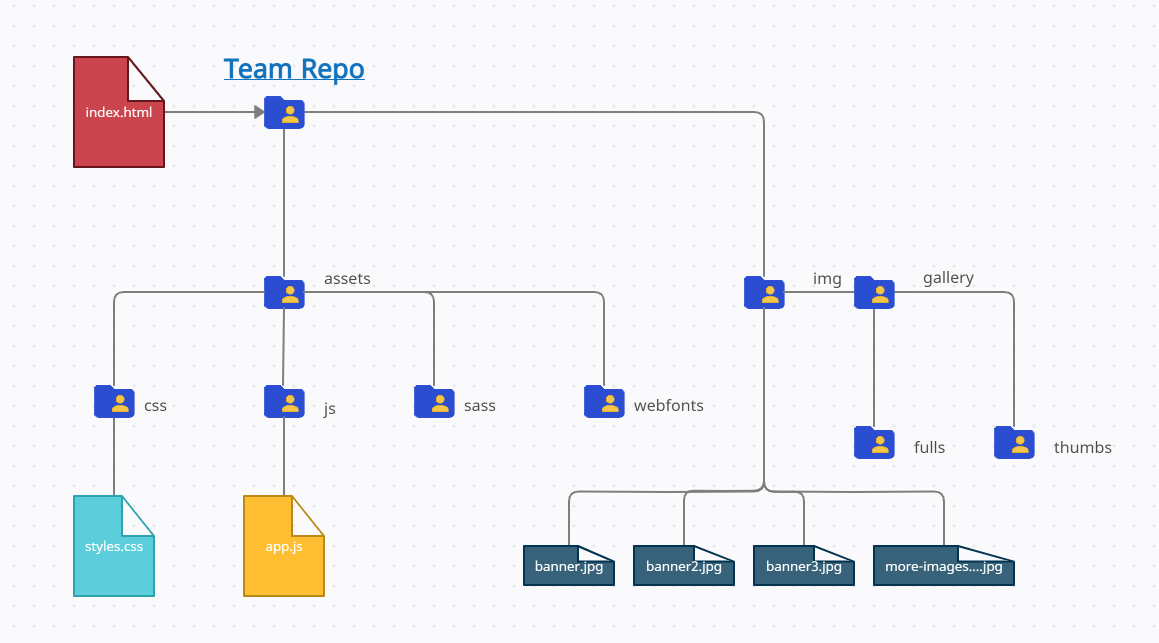 Team Repo
index.html
assets
img
gallery
css
js
sass
webfonts
fulls
thumbs
styles.css
app.js
banner.jpg
banner2.jpg
banner3.jpg
more-images....jpg